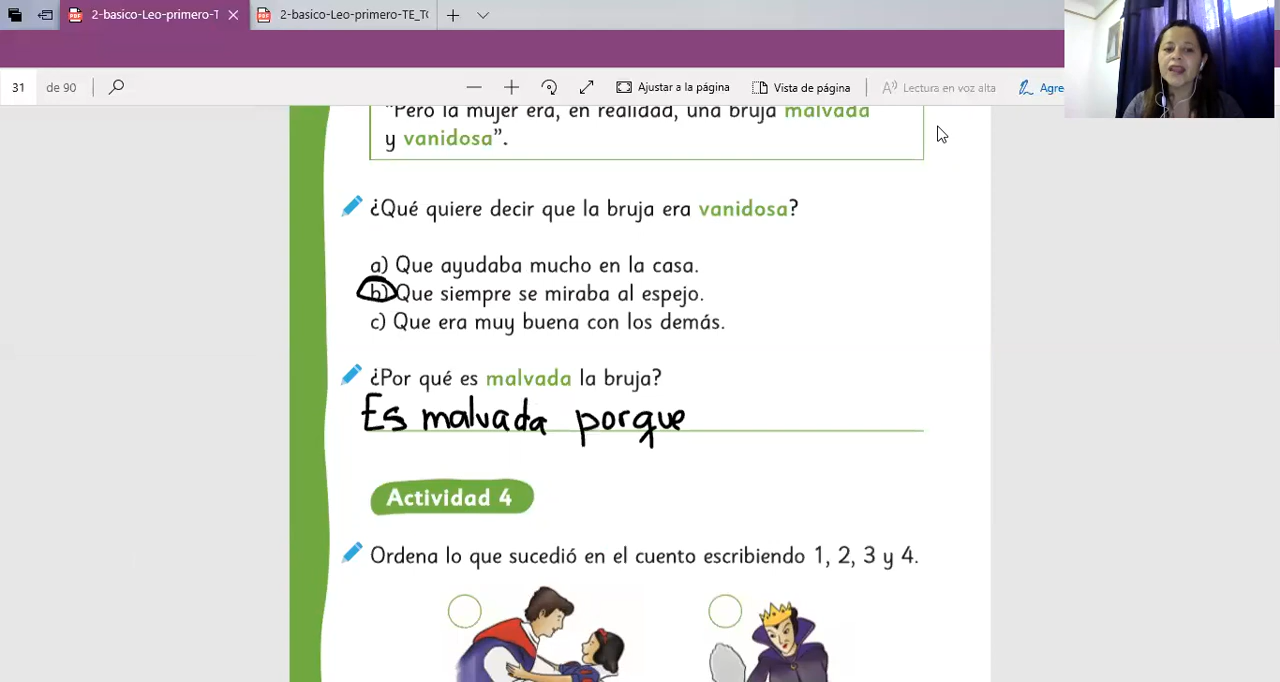 2-basico-Leo-primero-T
2-basico-Leo-primero-TE_TC
31 de 90
Ajustar a la página
Vista de página
Lectura en voz alta
Agre
"Pero la mujer era, en realidad, una bruja malvada
y vanidosa".
¿Qué quiere decir que la bruja era vanidosa?
a) Que ayudaba mucho en la casa.
b) Que siempre se miraba al espejo.
c) Que era muy buena con los demás.
¿Por qué es malvada la bruja?
Es malvada porque
Actividad 4
Ordena lo que sucedió en el cuento escribiendo 1, 2, 3 y 4.